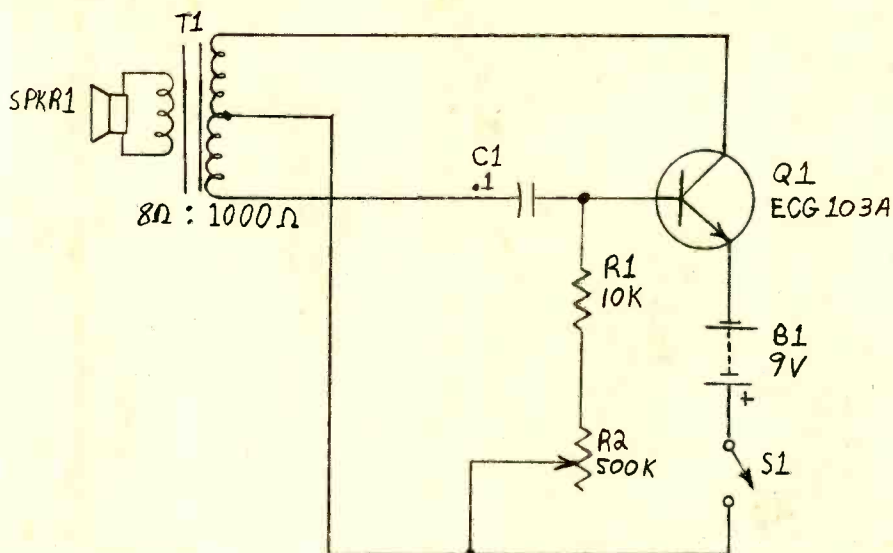 T1
SPKR1
8Ω : 1000Ω
C1
.1
Q1
ECG 103A
R1
10K
B1
9V
+
R2
500K
S1